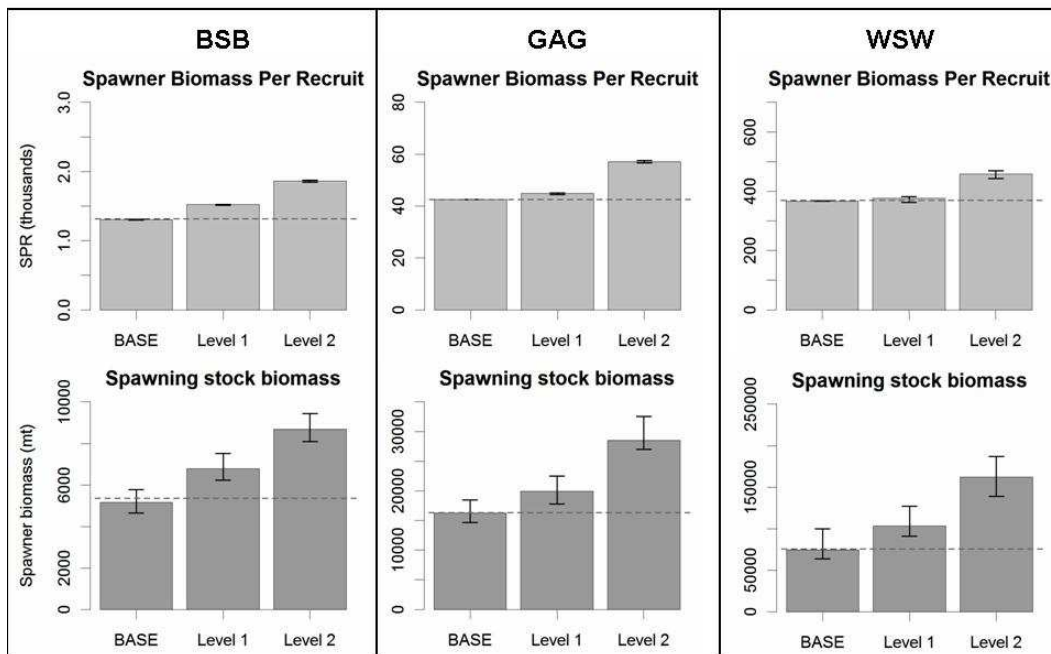 BSB
GAG
WSW
Spawner Biomass Per Recruit
SPR (thousands)
3.0
2.0
1.0
0.0
BASE Level 1 Level 2
Spawner Biomass Per Recruit
80
60
40
20
0
BASE Level 1 Level 2
Spawner Biomass Per Recruit
600
400
200
0
BASE Level 1 Level 2
Spawning stock biomass
Spawner biomass (mt)
10000
6000
2000
0
BASE Level 1 Level 2
Spawning stock biomass
30000
20000
10000
0
BASE Level 1 Level 2
Spawning stock biomass
250000
150000
50000
0
BASE Level 1 Level 2